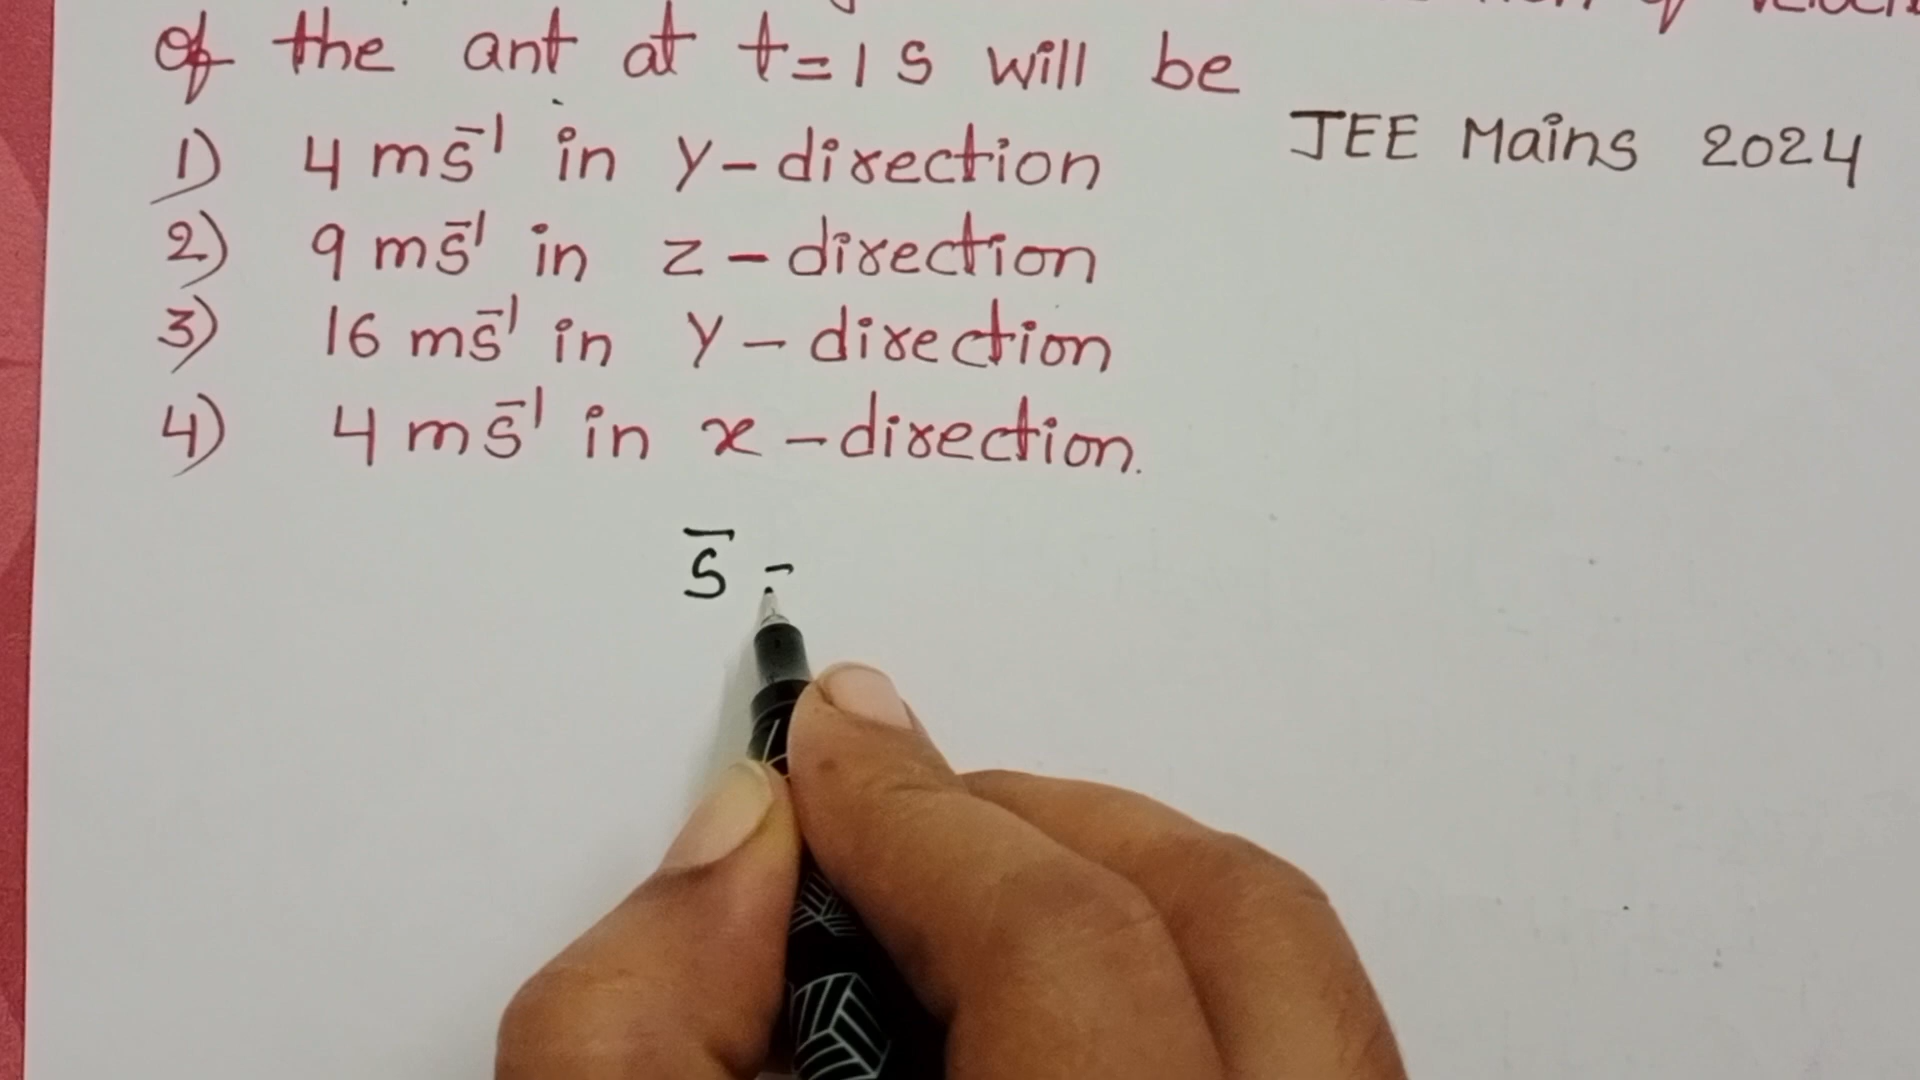 of the ant at t=1 s will be
1) 4 ms⁻¹ in y-direction
JEE Mains 2024
2) 9 ms⁻¹ in z-direction
3) 16 ms⁻¹ in y-direction
4) 4 ms⁻¹ in x-direction.
s̄ =